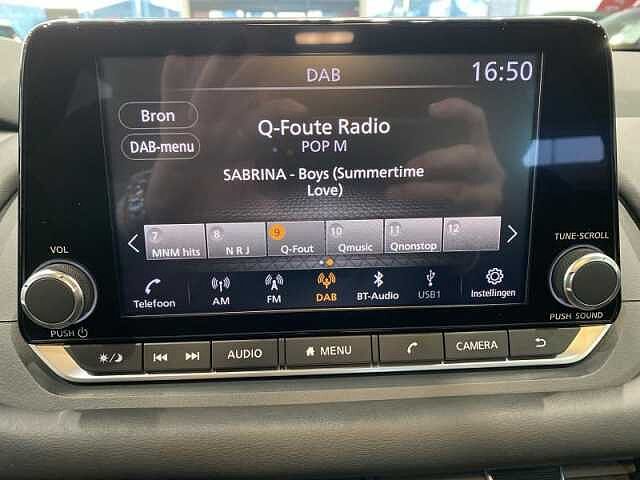 DAB
16:50
Bron
DAB-menu
Q-Foute Radio
POP M
SABRINA - Boys (Summertime
Love)
7 8 9 10 11 12
MNM hits N R J Q-Fout Qmusic Qnonstop
Telefoon AM FM DAB BT-Audio USB1 Instellingen
VOL
PUSH
TUNE·SCROLL
PUSH SOUND
AUDIO MENU CAMERA